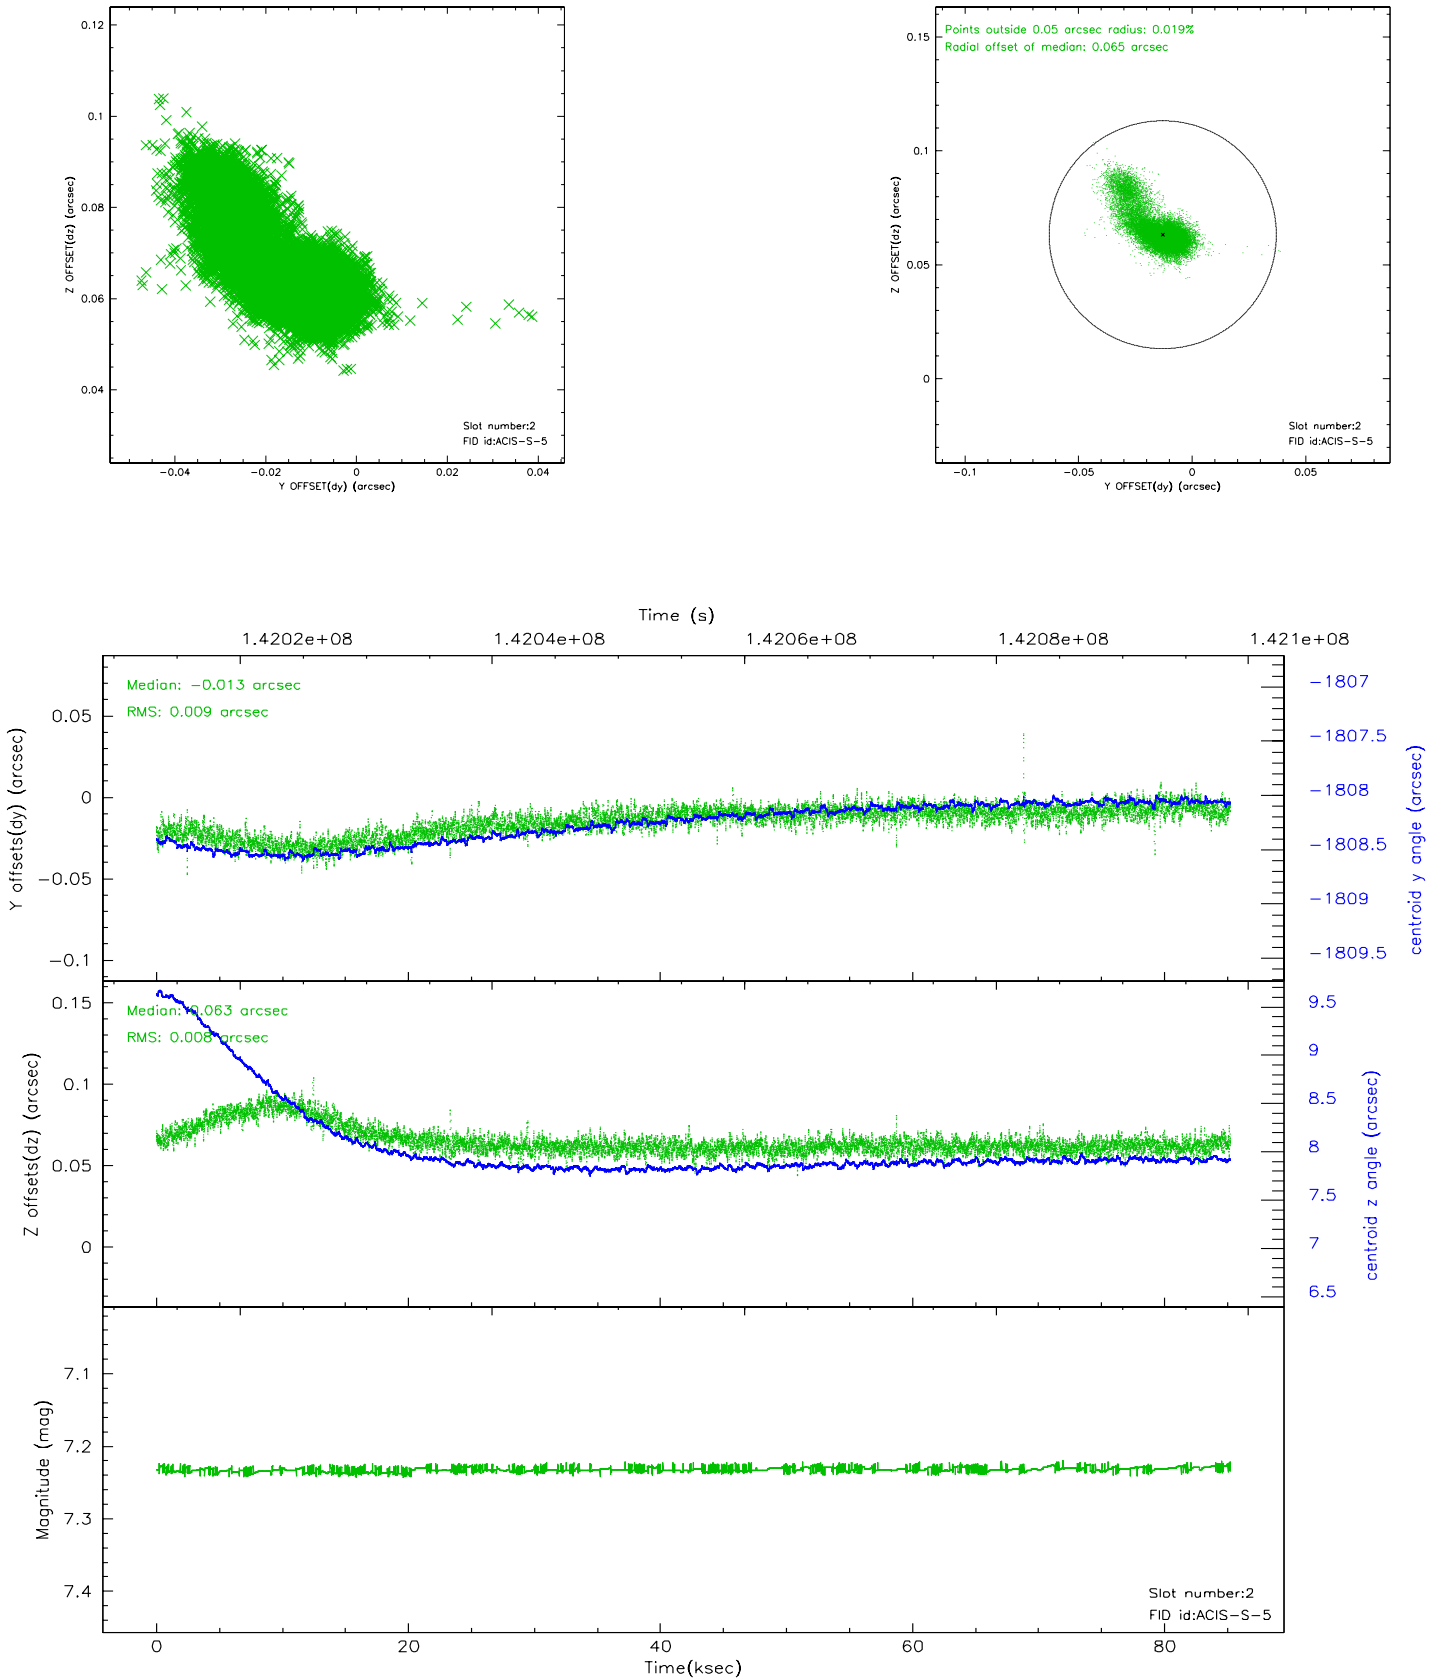 0.12
0.1
0.08
0.06
0.04
Z OFFSET(dz) (arcsec)
−0.04
−0.02
0
0.02
0.04
Y OFFSET(dy) (arcsec)
Slot number:2
FID id:ACIS−S−5
Points outside 0.05 arcsec radius: 0.019%
Radial offset of median: 0.065 arcsec
0.15
0.1
0.05
0
Z OFFSET(dz) (arcsec)
−0.1
−0.05
0
0.05
Y OFFSET(dy) (arcsec)
Slot number:2
FID id:ACIS−S−5
Time (s)
1.4202e+08
1.4204e+08
1.4206e+08
1.4208e+08
1.421e+08
Median: −0.013 arcsec
RMS: 0.009 arcsec
0.05
0
−0.05
−0.1
Y offsets(dy) (arcsec)
−1807
−1807.5
−1808
−1808.5
−1809
−1809.5
centroid y angle (arcsec)
Median: 0.063 arcsec
RMS: 0.008 arcsec
0.15
0.1
0.05
0
Z offsets(dz) (arcsec)
9.5
9
8.5
8
7.5
7
6.5
centroid z angle (arcsec)
7.1
7.2
7.3
7.4
Magnitude (mag)
Slot number:2
FID id:ACIS−S−5
0
20
40
60
80
Time(ksec)